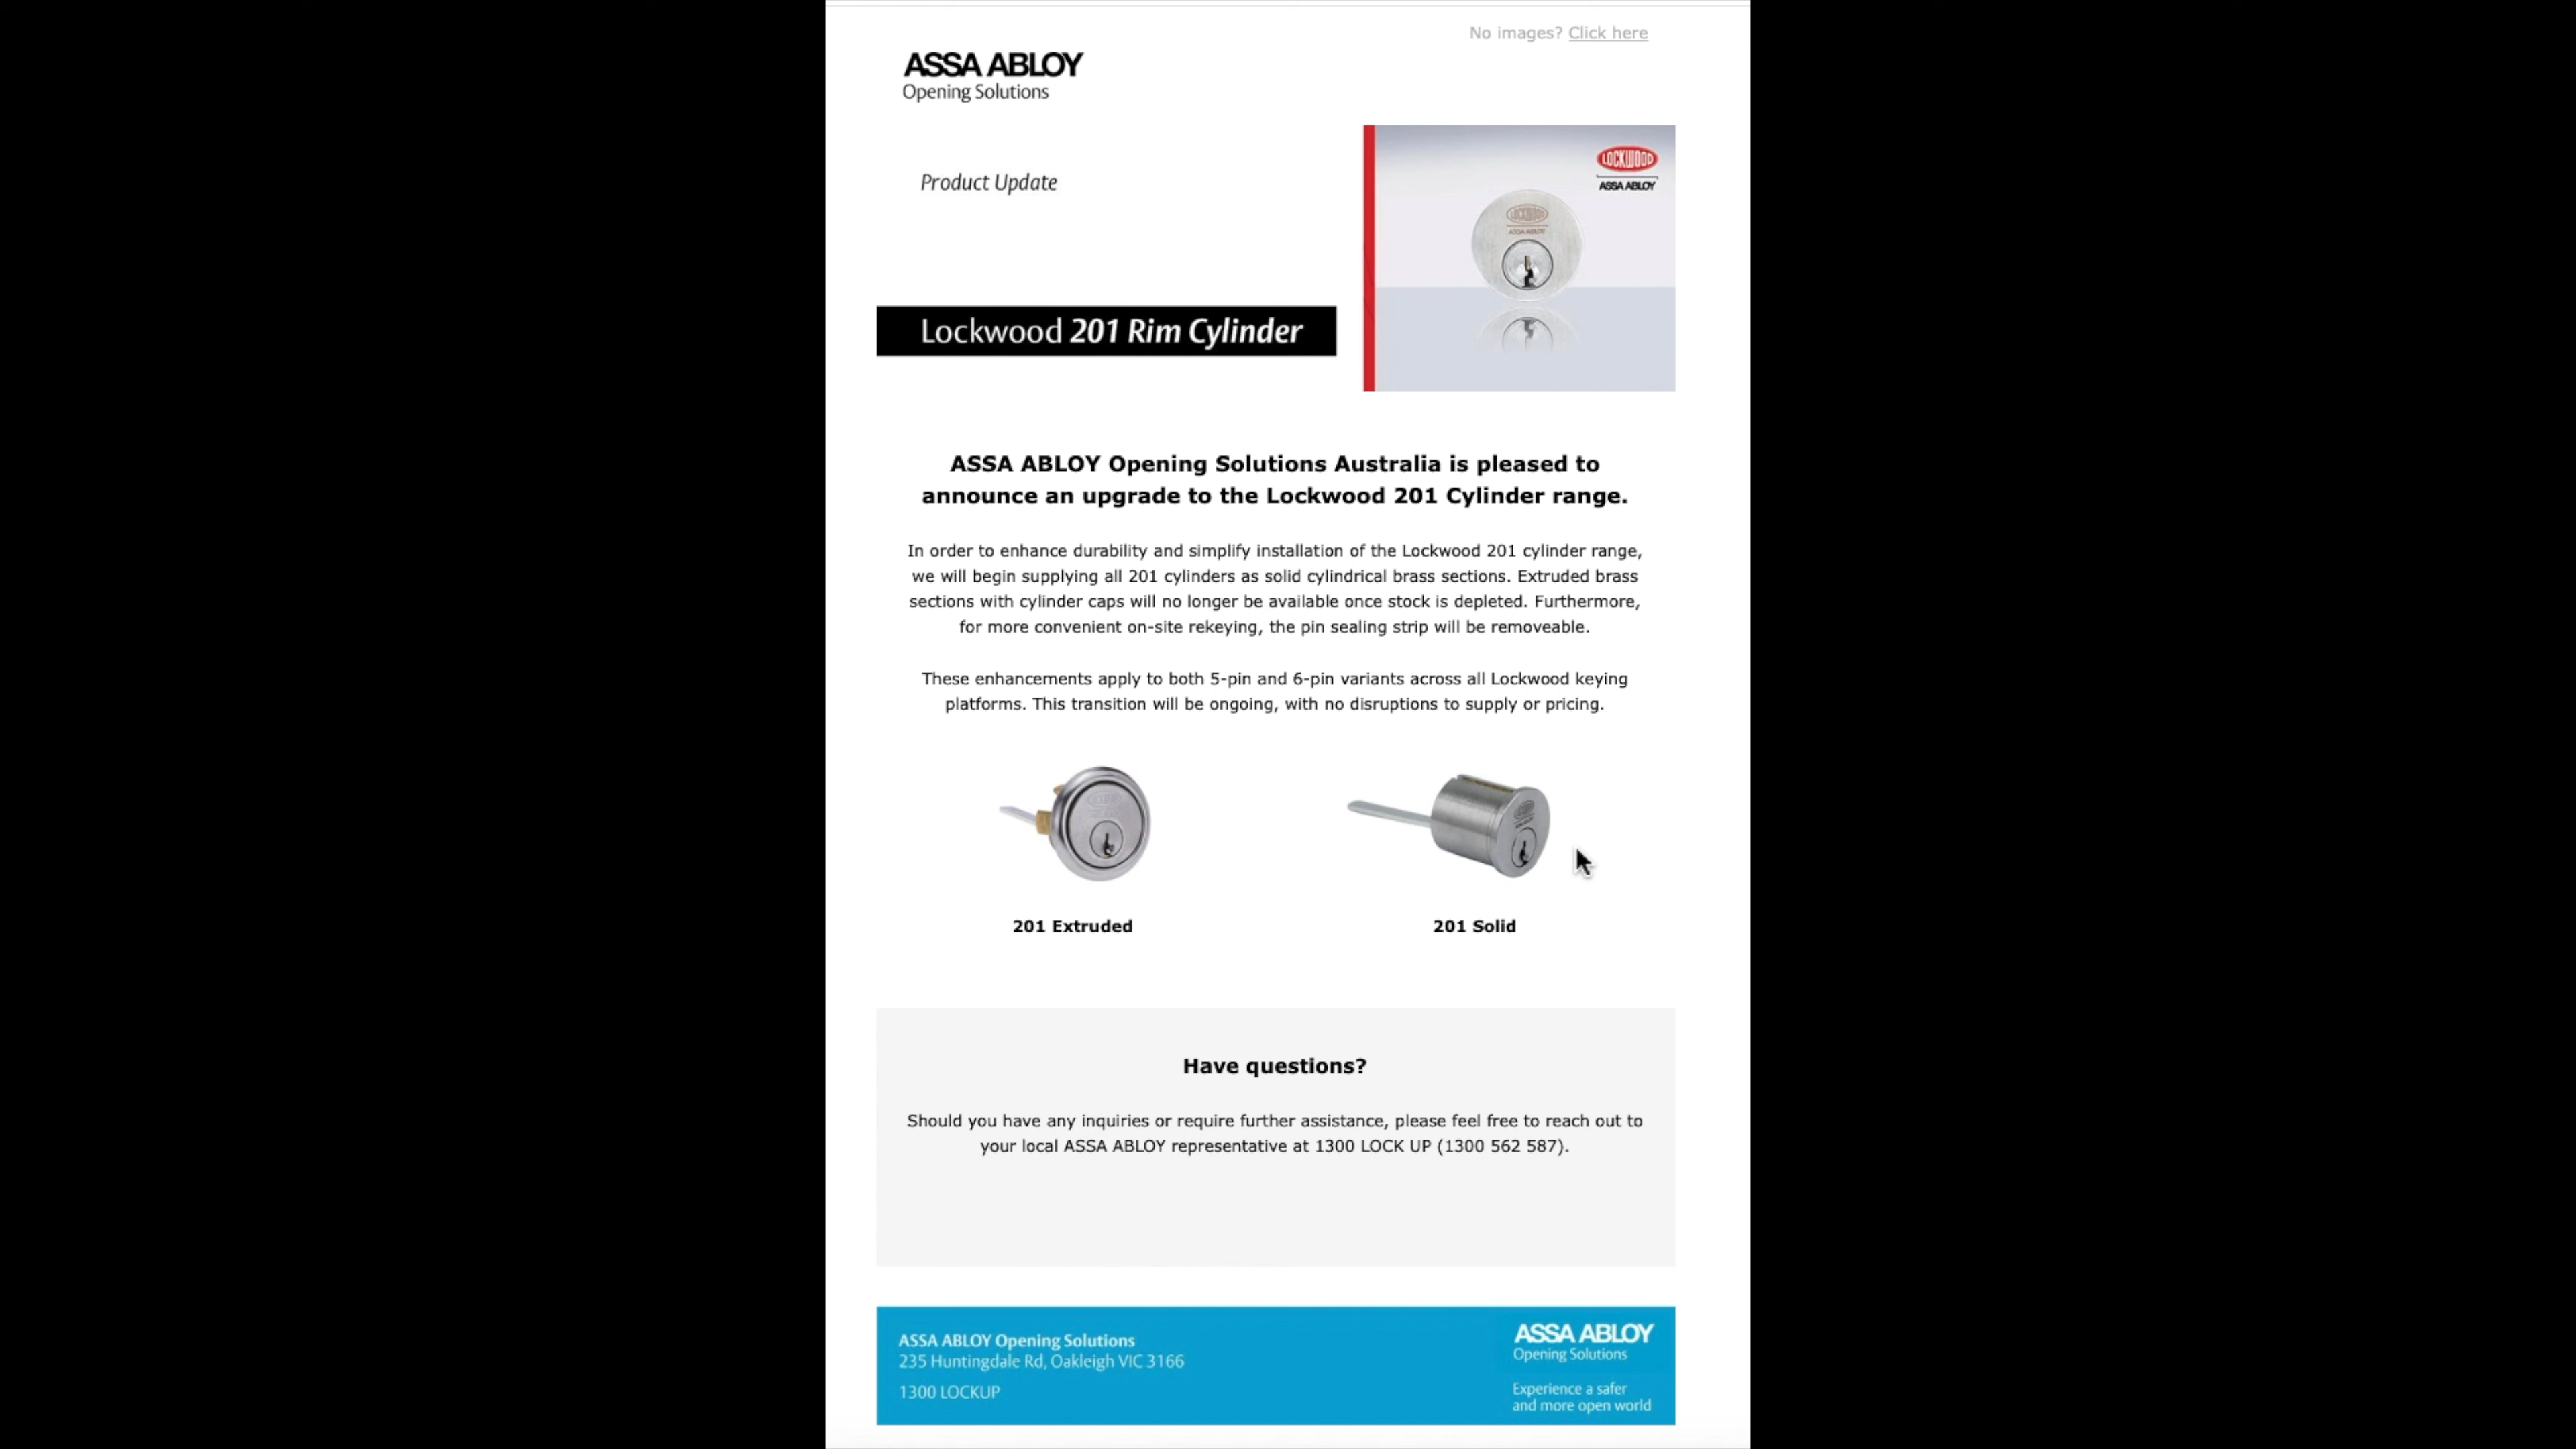 No images? Click here
ASSA ABLOY
Opening Solutions
Product Update
LOCKWOOD
ASSA ABLOY
LOCKWOOD
ASSA ABLOY
Lockwood 201 Rim Cylinder
ASSA ABLOY Opening Solutions Australia is pleased to
announce an upgrade to the Lockwood 201 Cylinder range.
In order to enhance durability and simplify installation of the Lockwood 201 cylinder range,
we will begin supplying all 201 cylinders as solid cylindrical brass sections. Extruded brass
sections with cylinder caps will no longer be available once stock is depleted. Furthermore,
for more convenient on-site rekeying, the pin sealing strip will be removeable.
These enhancements apply to both 5-pin and 6-pin variants across all Lockwood keying
platforms. This transition will be ongoing, with no disruptions to supply or pricing.
201 Extruded
201 Solid
Have questions?
Should you have any inquiries or require further assistance, please feel free to reach out to
your local ASSA ABLOY representative at 1300 LOCK UP (1300 562 587).
ASSA ABLOY Opening Solutions
235 Huntingdale Rd, Oakleigh VIC 3166
1300 LOCKUP
ASSA ABLOY
Opening Solutions
Experience a safer
and more open world